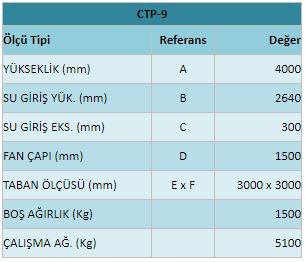 CTP-9
Ölçü Tipi Referans Değer
YÜKSEKLİK (mm) A 4000
SU GİRİŞ YÜK. (mm) B 2640
SU GİRİŞ EKS. (mm) C 300
FAN ÇAPI (mm) D 1500
TABAN ÖLÇÜSÜ (mm) E x F 3000 x 3000
BOŞ AĞIRLIK (Kg) 1500
ÇALIŞMA AĞ. (Kg) 5100